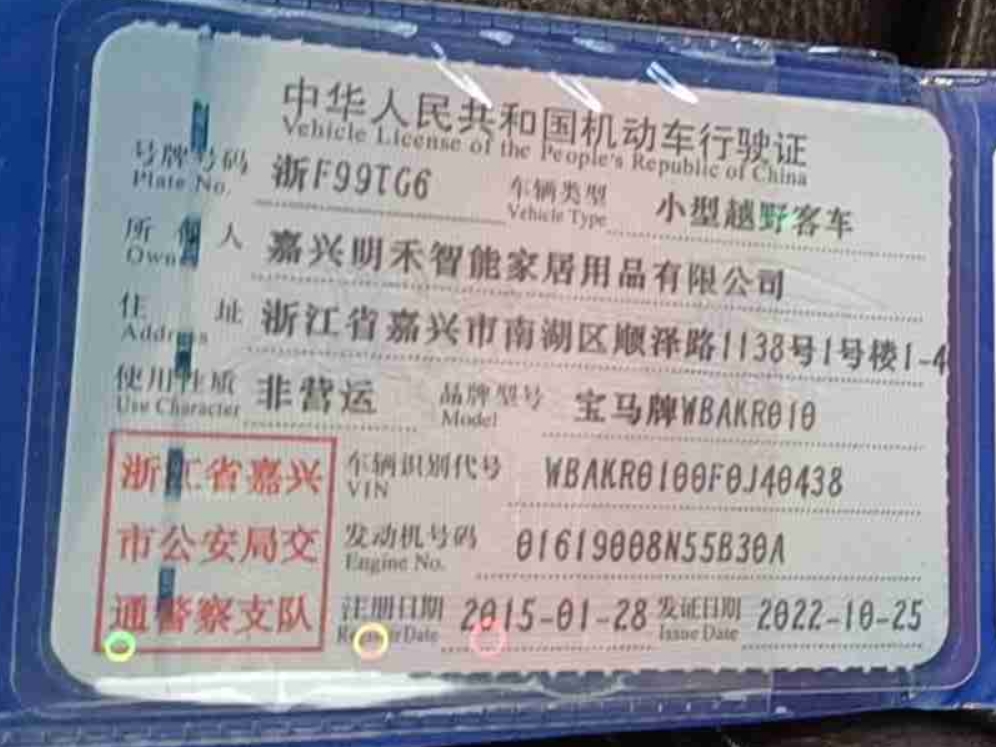 中华人民共和国机动车行驶证
Vehicle License of the People's Republic of China
号牌号码 浙F99TG6 车辆类型 小型越野客车
Plate No. Vehicle Type
所有人 嘉兴明禾智能家居用品有限公司
Owner
住址 浙江省嘉兴市南湖区顺泽路1138号1号楼1-4
Address
使用性质 非营运 品牌型号 宝马牌WBAKR010
Use Character Model
浙江省嘉兴 车辆识别代号 WBAKR0100F0J40438
VIN
市公安局交 发动机号码 01619008N55B30A
Engine No.
通警察支队 注册日期 2015-01-28 发证日期 2022-10-25
Register Date Issue Date